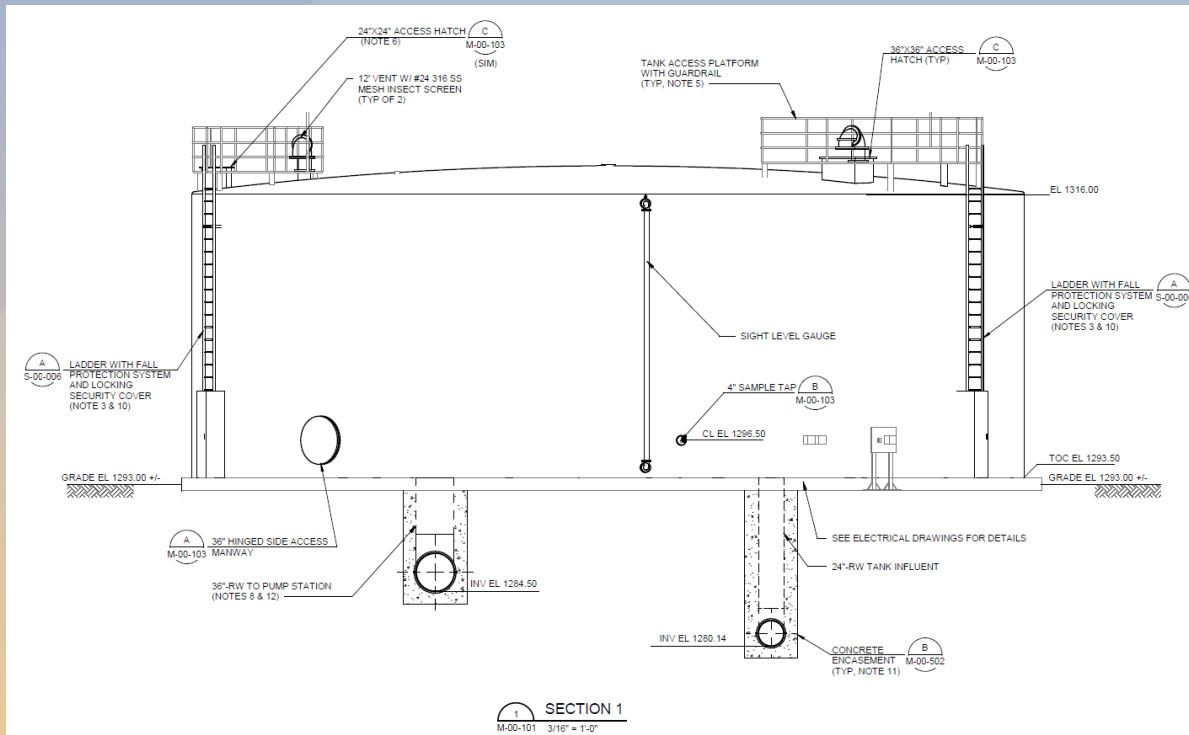 24"X24" ACCESS HATCH
(NOTE 6)
C
M-00-103
(SIM)
12' VENT W/ #24 316 SS
MESH INSECT SCREEN
(TYP OF 2)
TANK ACCESS PLATFORM
WITH GUARDRAIL
(TYP, NOTE 5)
36"X36" ACCESS
HATCH (TYP)
C
M-00-103
EL 1316.00
LADDER WITH FALL
PROTECTION SYSTEM
AND LOCKING
SECURITY COVER
(NOTES 3 & 10)
A
SIGHT LEVEL GAUGE
A
S-00-006
LADDER WITH FALL
PROTECTION SYSTEM
AND LOCKING
SECURITY COVER
(NOTE 3 & 10)
4" SAMPLE TAP
B
M-00-103
CL EL 1296.50
TOC EL 1293.50
GRADE EL 1293.00 +/-
GRADE EL 1293.00 +/-
A
M-00-103
36" HINGED SIDE ACCESS
MANWAY
SEE ELECTRICAL DRAWINGS FOR DETAILS
24"-RW TANK INFLUENT
36"-RW TO PUMP STATION
(NOTES 8 & 12)
INV EL 1284.50
INV EL 1280.14
CONCRETE
ENCASEMENT
(TYP, NOTE 11)
B
M-00-502
1
M-00-101
SECTION 1
3/16" = 1'-0"